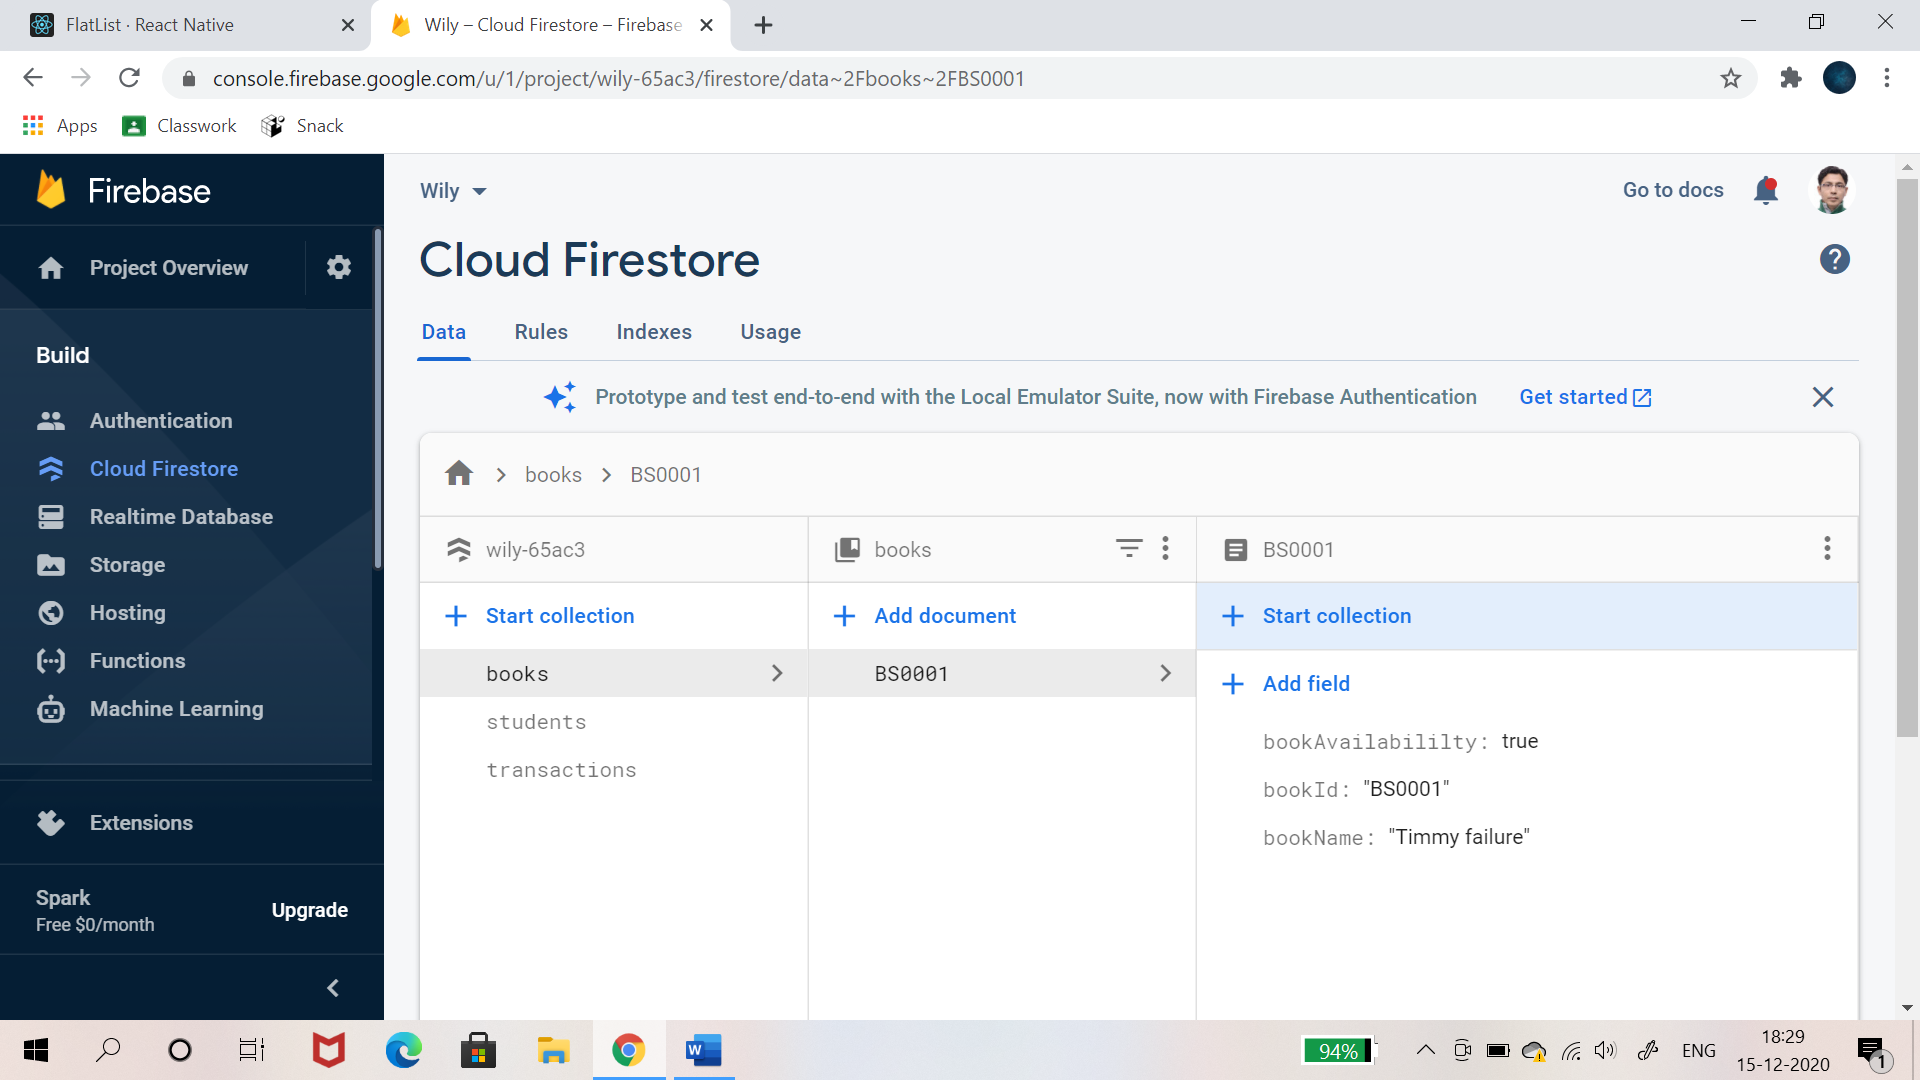 FlatList · React Native
Wily – Cloud Firestore – Firebase
console.firebase.google.com/u/1/project/wily-65ac3/firestore/data~2Fbooks~2FBS0001
Apps
Classwork
Snack
Firebase
Wily
Go to docs
Project Overview
Cloud Firestore
?
Data
Rules
Indexes
Usage
Build
Prototype and test end-to-end with the Local Emulator Suite, now with Firebase Authentication
Get started
Authentication
Cloud Firestore
Realtime Database
Storage
Hosting
Functions
Machine Learning
Extensions
Spark
Free $0/month
Upgrade
books
BS0001
wily-65ac3
books
BS0001
Start collection
Add document
Start collection
books
BS0001
Add field
students
transactions
bookAvailabililty: true
bookId: "BS0001"
bookName: "Timmy failure"
W
94%
ENG
18:29
15-12-2020
1